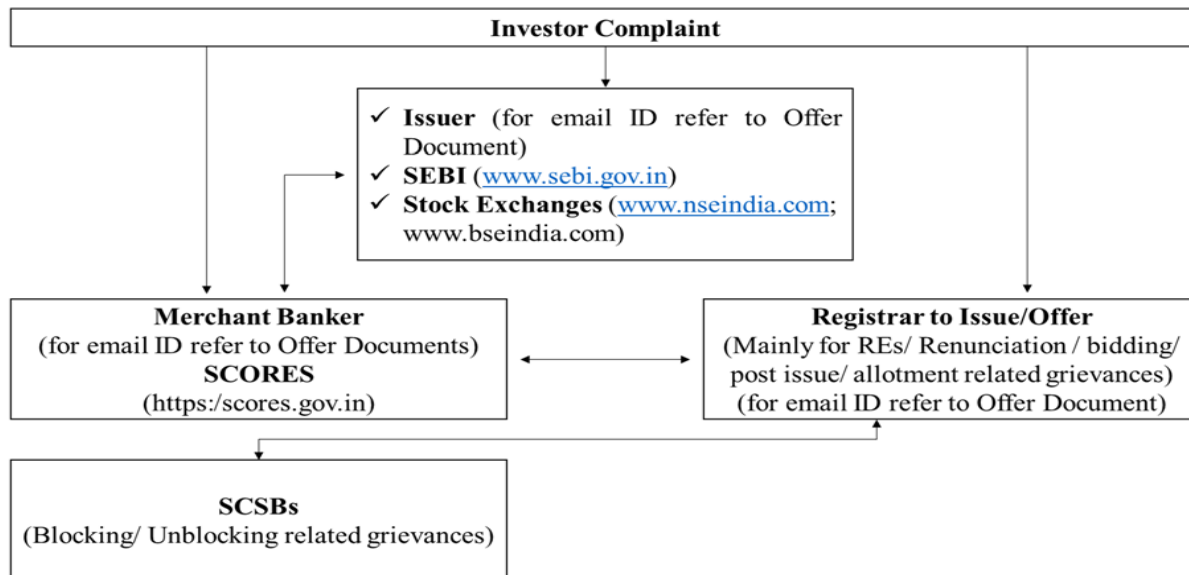 Investor Complaint
✓ Issuer (for email ID refer to Offer
Document)
✓ SEBI (www.sebi.gov.in)
✓ Stock Exchanges (www.nseindia.com;
www.bseindia.com)
Merchant Banker
(for email ID refer to Offer Documents)
SCORES
(https:/scores.gov.in)
Registrar to Issue/Offer
(Mainly for REs/ Renunciation / bidding/
post issue/ allotment related grievances)
(for email ID refer to Offer Document)
SCSBs
(Blocking/ Unblocking related grievances)